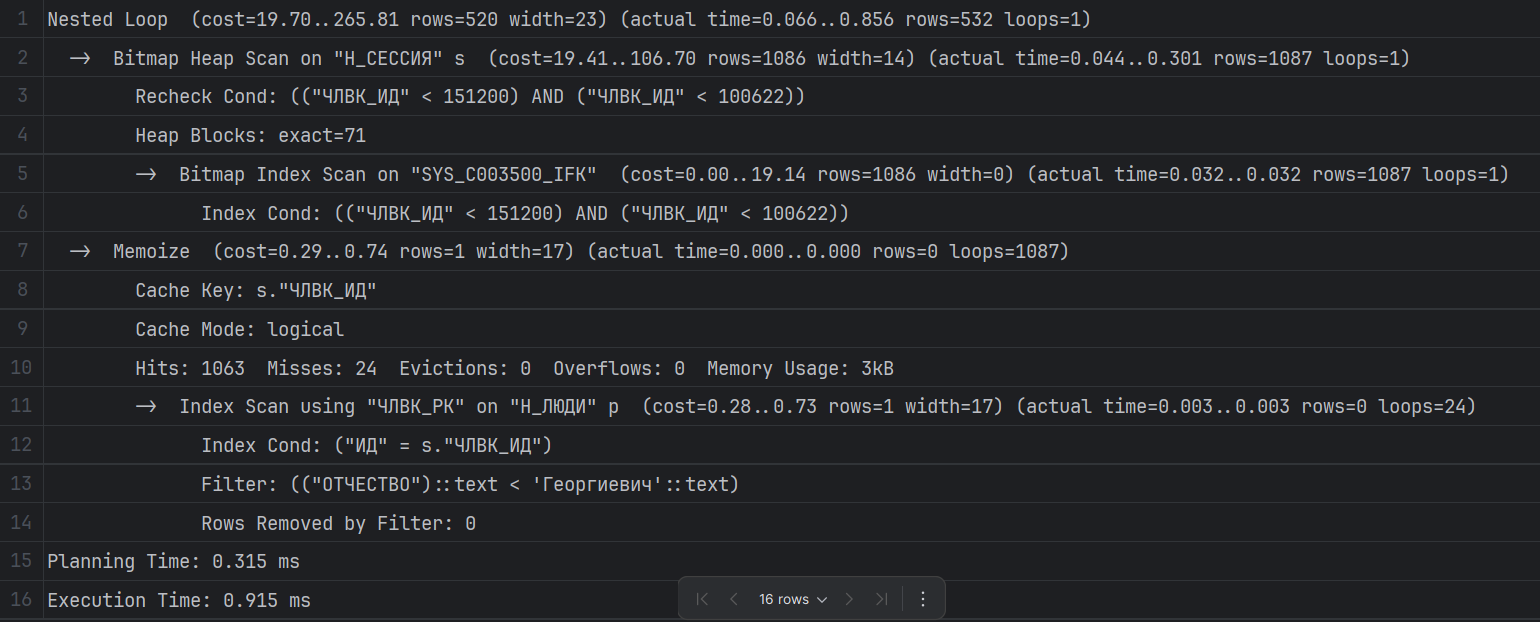 1 Nested Loop  (cost=19.70..265.81 rows=520 width=23) (actual time=0.066..0.856 rows=532 loops=1)
2   ->  Bitmap Heap Scan on "Н_СЕССИЯ" s  (cost=19.41..106.70 rows=1086 width=14) (actual time=0.044..0.301 rows=1087 loops=1)
3         Recheck Cond: (("ЧЛВК_ИД" < 151200) AND ("ЧЛВК_ИД" < 100622))
4         Heap Blocks: exact=71
5         ->  Bitmap Index Scan on "SYS_C003500_IFK"  (cost=0.00..19.14 rows=1086 width=0) (actual time=0.032..0.032 rows=1087 loops=1)
6               Index Cond: (("ЧЛВК_ИД" < 151200) AND ("ЧЛВК_ИД" < 100622))
7   ->  Memoize  (cost=0.29..0.74 rows=1 width=17) (actual time=0.000..0.000 rows=0 loops=1087)
8         Cache Key: s."ЧЛВК_ИД"
9         Cache Mode: logical
10         Hits: 1063  Misses: 24  Evictions: 0  Overflows: 0  Memory Usage: 3kB
11         ->  Index Scan using "ЧЛВК_PK" on "Н_ЛЮДИ" p  (cost=0.28..0.73 rows=1 width=17) (actual time=0.003..0.003 rows=0 loops=24)
12               Index Cond: ("ИД" = s."ЧЛВК_ИД")
13               Filter: (("ОТЧЕСТВО")::text < 'Георгиевич'::text)
14               Rows Removed by Filter: 0
15 Planning Time: 0.315 ms
16 Execution Time: 0.915 ms
16 rows